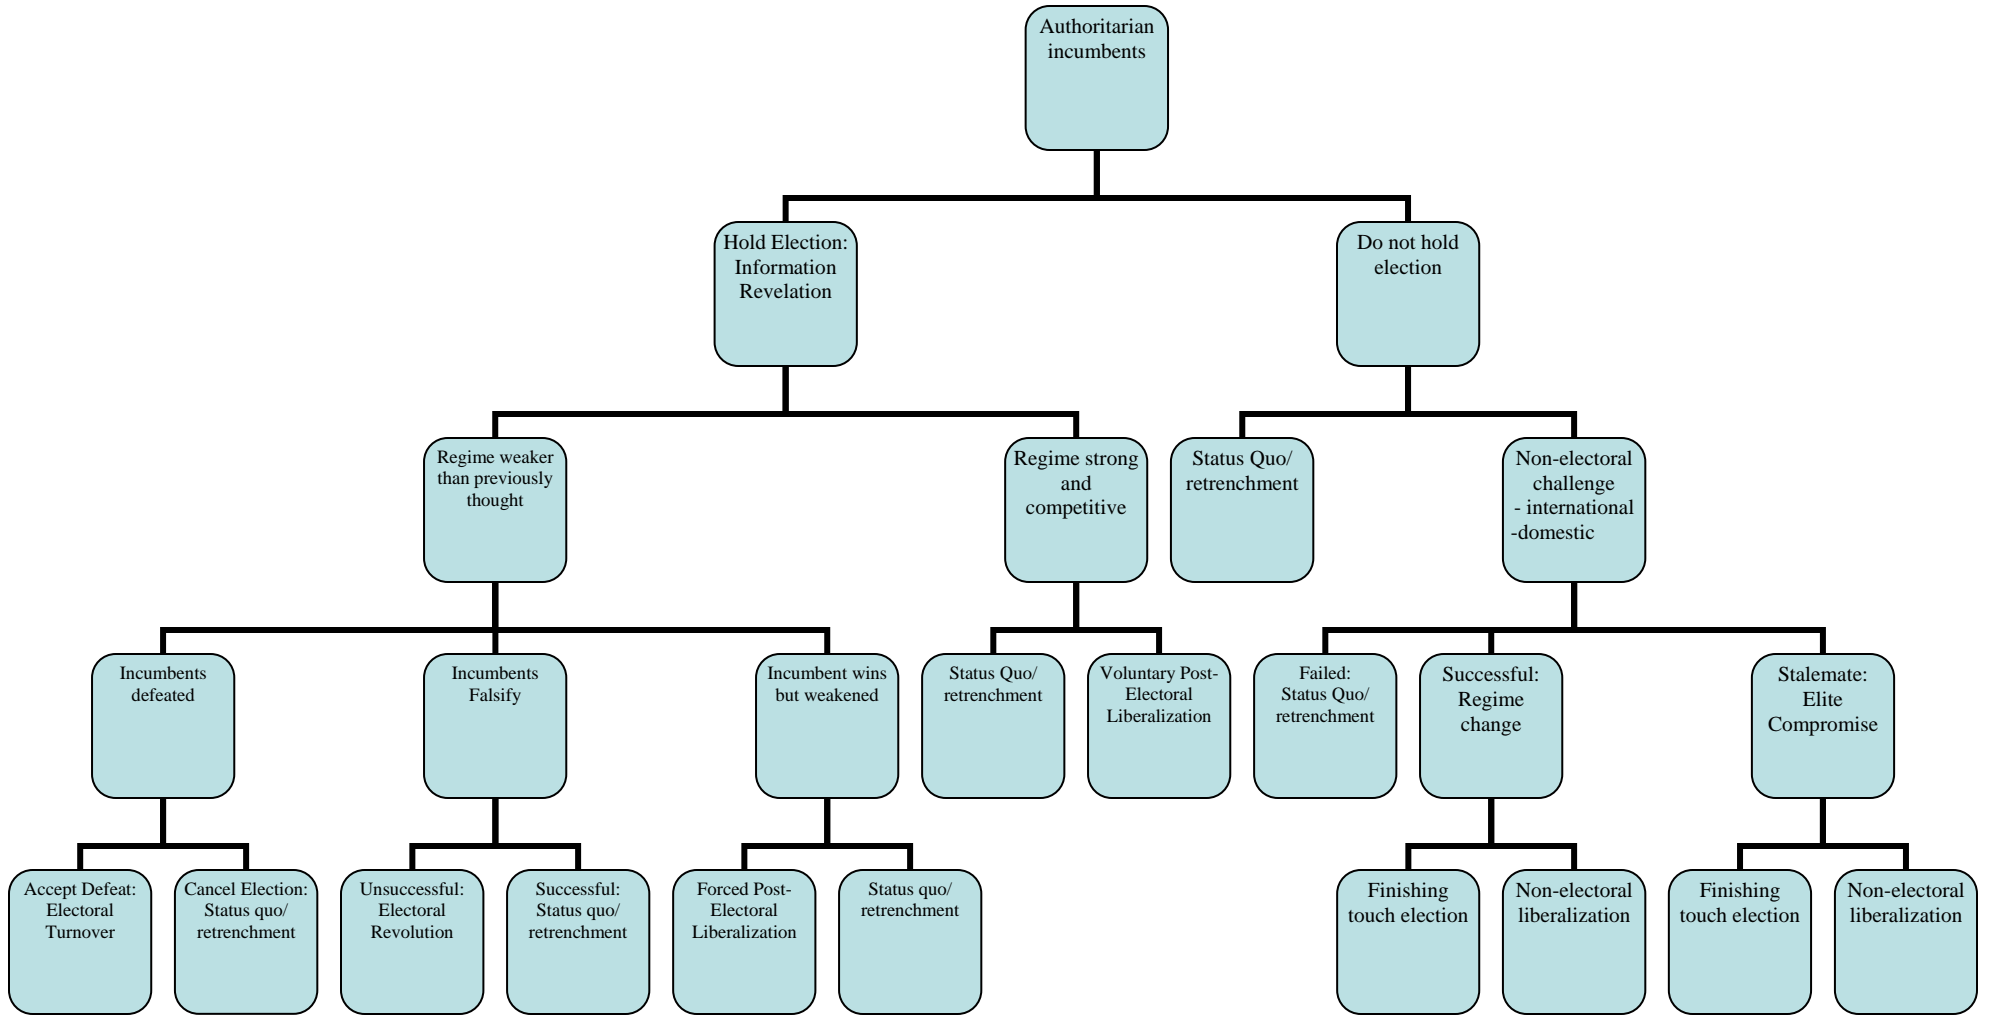 Authoritarian
incumbents
Hold Election:
Information
Revelation
Do not hold
election
Regime weaker
than previously
thought
Regime strong
and
competitive
Status Quo/
retrenchment
Non-electoral
challenge
- international
-domestic
Incumbents
defeated
Incumbents
Falsify
Incumbent wins
but weakened
Status Quo/
retrenchment
Voluntary Post-
Electoral
Liberalization
Failed:
Status Quo/
retrenchment
Successful:
Regime
change
Stalemate:
Elite
Compromise
Accept Defeat:
Electoral
Turnover
Cancel Election:
Status quo/
retrenchment
Unsuccessful:
Electoral
Revolution
Successful:
Status quo/
retrenchment
Forced Post-
Electoral
Liberalization
Status quo/
retrenchment
Finishing
touch election
Non-electoral
liberalization
Finishing
touch election
Non-electoral
liberalization